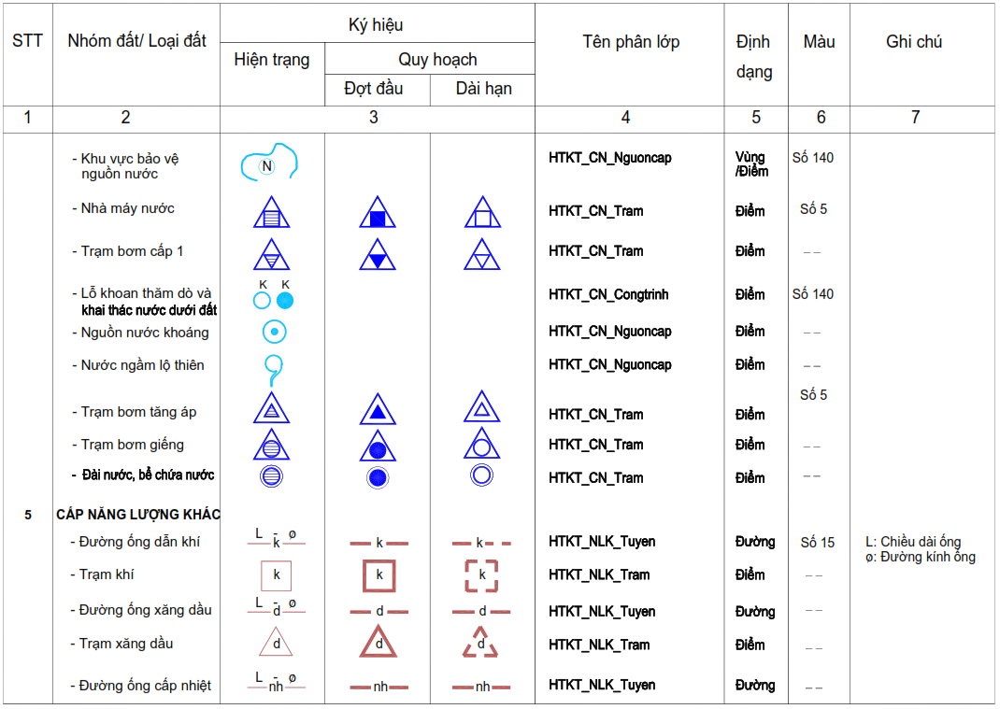 STT Nhóm đất/ Loại đất Ký hiệu Tên phân lớp Định dạng Màu Ghi chú
Hiện trạng Quy hoạch
Đợt đầu Dài hạn
1 2 3 4 5 6 7
- Khu vực bảo vệ nguồn nước N HTKT_CN_Nguoncap Vùng /Điểm Số 140
- Nhà máy nước HTKT_CN_Tram Điểm Số 5
- Trạm bơm cấp 1 HTKT_CN_Tram Điểm _ _
K K
- Lỗ khoan thăm dò và khai thác nước dưới đất HTKT_CN_Congtrinh Điểm Số 140
- Nguồn nước khoáng HTKT_CN_Nguoncap Điểm _ _
- Nước ngầm lộ thiên HTKT_CN_Nguoncap Điểm _ _
Số 5
- Trạm bơm tăng áp HTKT_CN_Tram Điểm
- Trạm bơm giếng HTKT_CN_Tram Điểm _ _
- Đài nước, bể chứa nước HTKT_CN_Tram Điểm _ _
5 CẤP NĂNG LƯỢNG KHÁC
L - ø
- Đường ống dẫn khí k k k HTKT_NLK_Tuyen Đường Số 15 L: Chiều dài ống
ø: Đường kính ống
- Trạm khí k k k HTKT_NLK_Tram Điểm _ _
L - ø
- Đường ống xăng dầu d d d HTKT_NLK_Tuyen Đường _ _
- Trạm xăng dầu d d d HTKT_NLK_Tram Điểm _ _
L - ø
- Đường ống cấp nhiệt nh nh nh HTKT_NLK_Tuyen Đường _ _